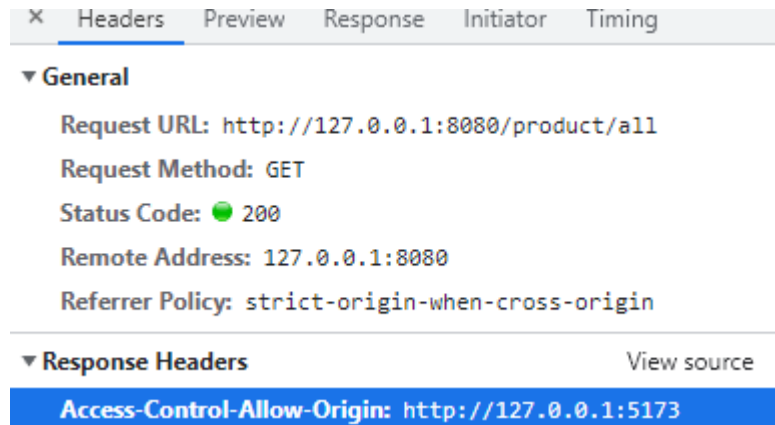 × Headers Preview Response Initiator Timing
▼ General
Request URL: http://127.0.0.1:8080/product/all
Request Method: GET
Status Code: 200
Remote Address: 127.0.0.1:8080
Referrer Policy: strict-origin-when-cross-origin
▼ Response Headers View source
Access-Control-Allow-Origin: http://127.0.0.1:5173